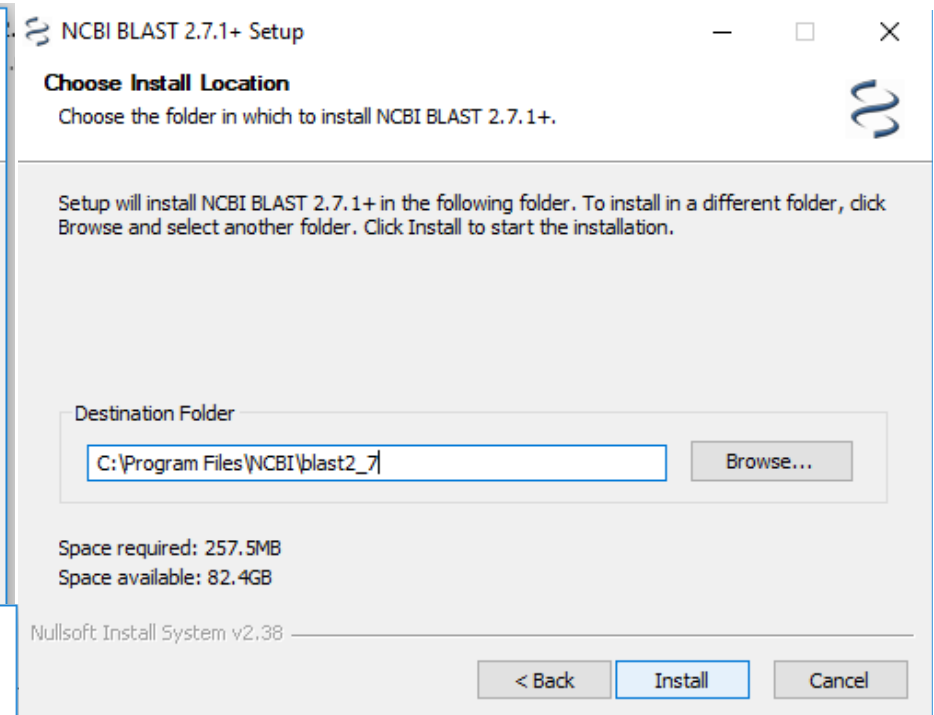 NCBI BLAST 2.7.1+ Setup
Choose Install Location
Choose the folder in which to install NCBI BLAST 2.7.1+.
Setup will install NCBI BLAST 2.7.1+ in the following folder. To install in a different folder, click
Browse and select another folder. Click Install to start the installation.
Destination Folder
C:\Program Files\NCBI\blast2_7
Browse...
Space required: 257.5MB
Space available: 82.4GB
Nullsoft Install System v2.38
< Back
Install
Cancel